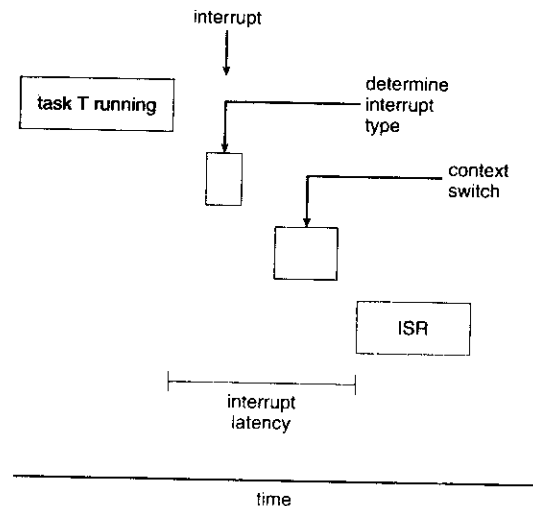 interrupt
task T running
determine
interrupt
type
context
switch
ISR
interrupt
latency
time